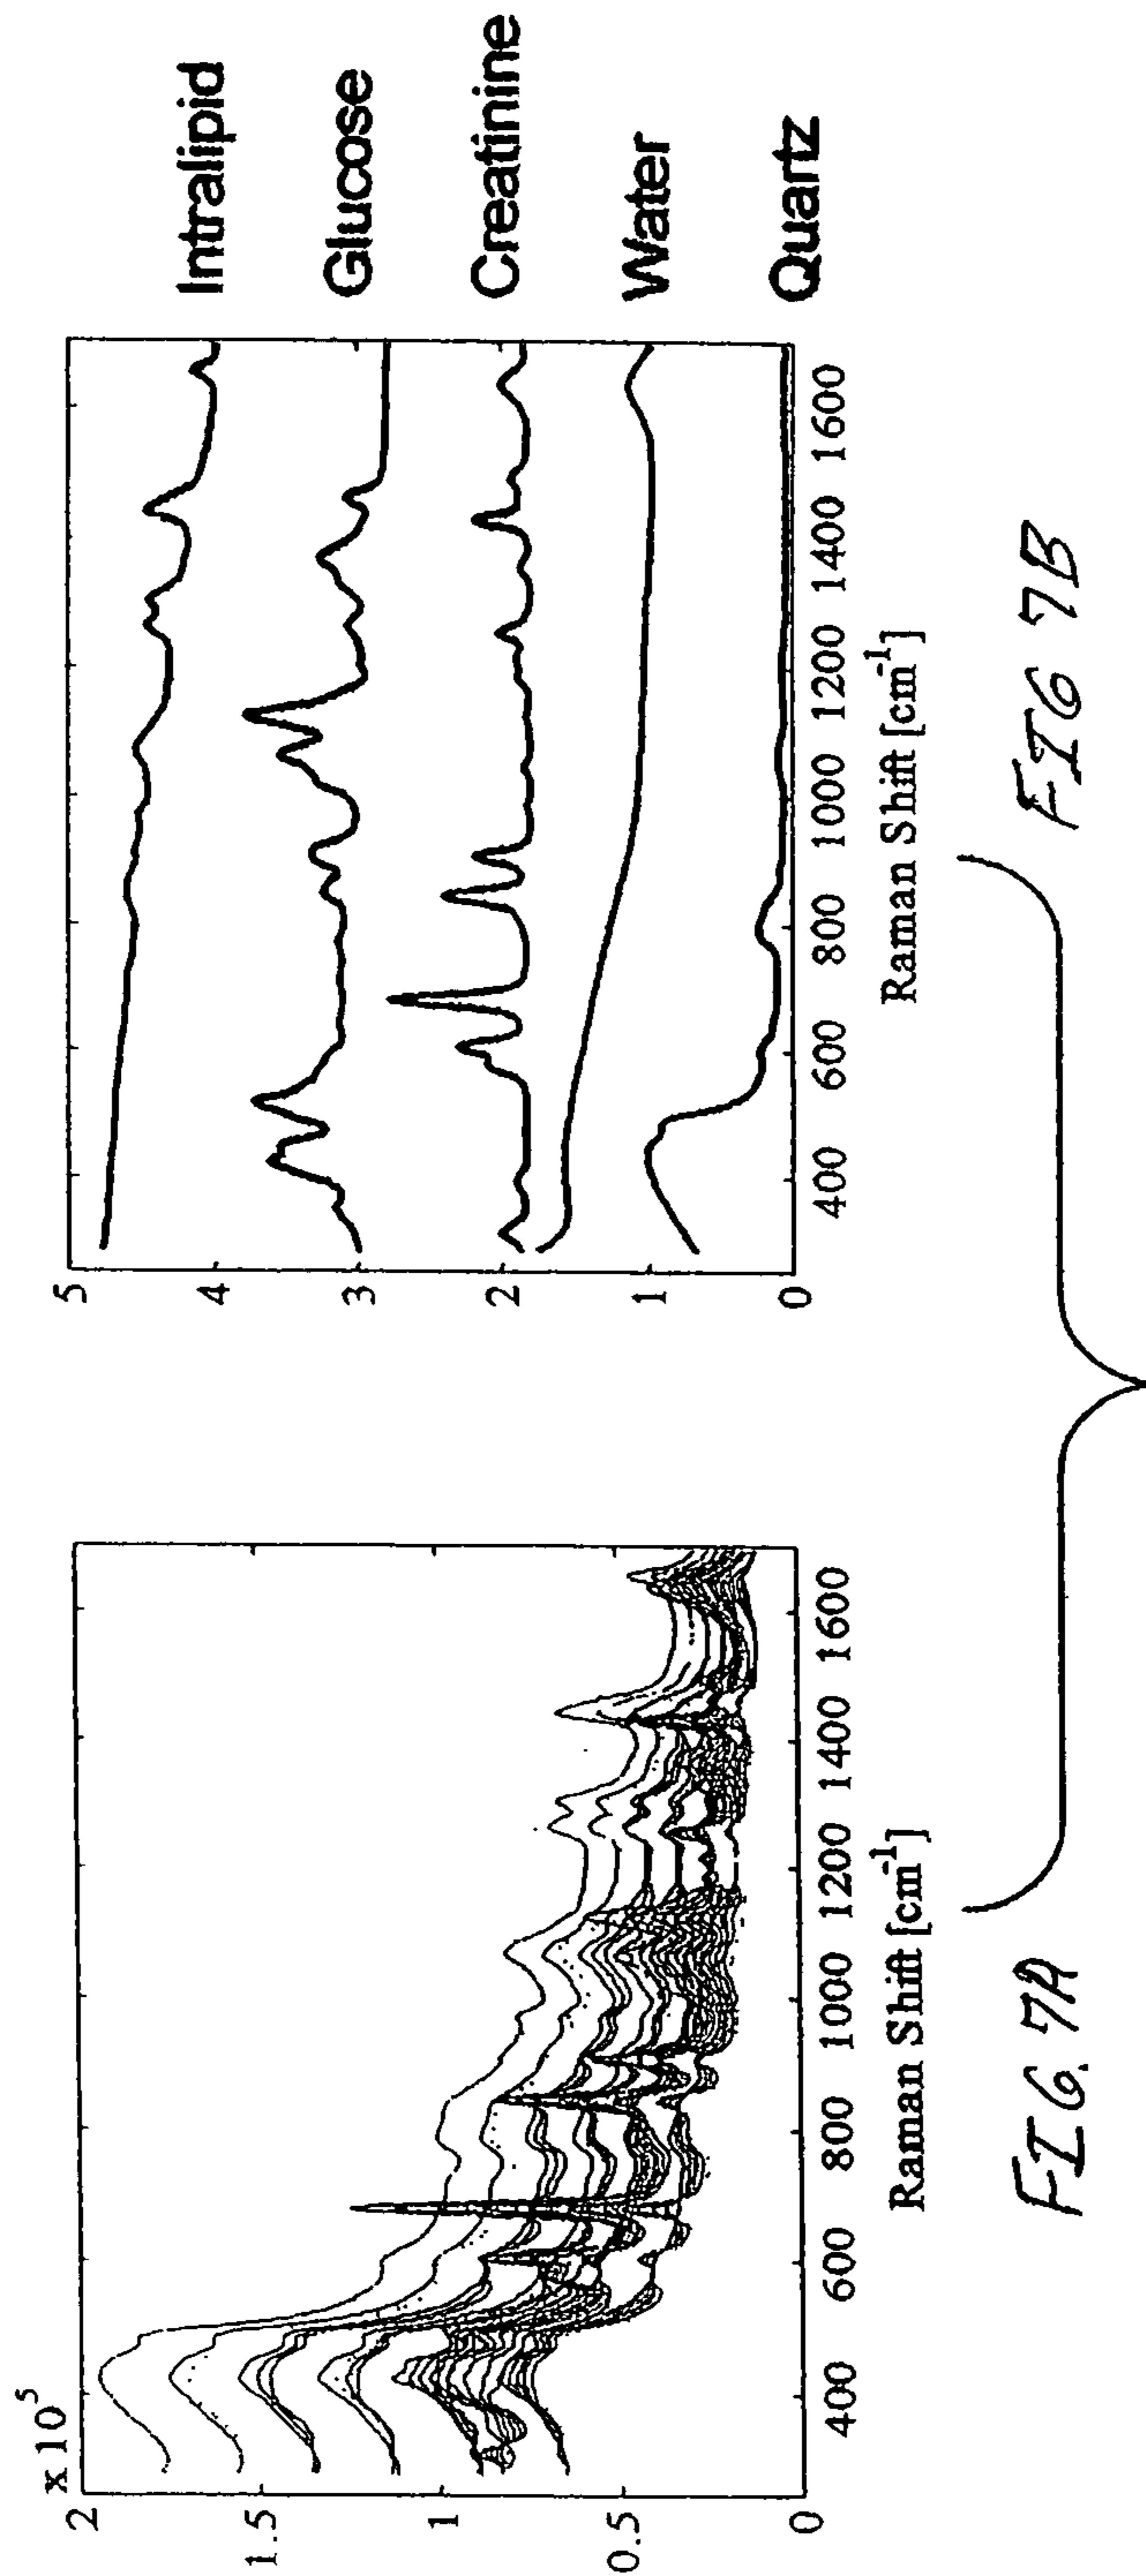 x 10⁵
2
1.5
1
0.5
0
400 600 800 1000 1200 1400 1600
Raman Shift [cm⁻¹]
FIG. 7A
5
4
3
2
1
0
400 600 800 1000 1200 1400 1600
Raman Shift [cm⁻¹]
Intralipid
Glucose
Creatinine
Water
Quartz
FIG 7B